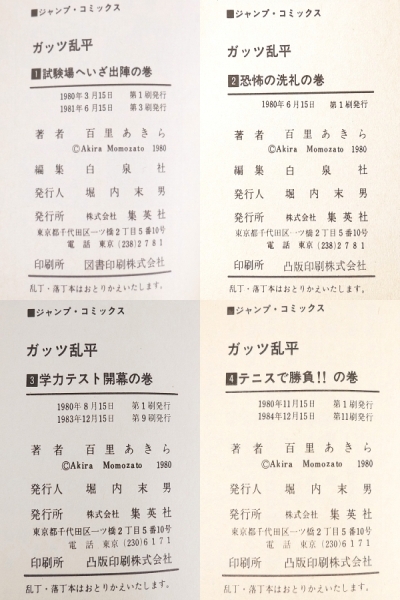 ■ジャンプ・コミックス
ガッツ乱平
1試験場へいざ出陣の巻
1980年3月15日 第1刷発行
1981年6月15日 第3刷発行
著者 百里あきら
©Akira Momozato 1980
編集 白泉社
発行人 堀内末男
発行所 株式会社 集英社
東京都千代田区一ツ橋2丁目5番10号
電話 東京(238)2781
印刷所 図書印刷株式会社
乱丁・落丁本はおとりかえいたします。
■ジャンプ・コミックス
ガッツ乱平
2恐怖の洗礼の巻
1980年6月15日 第1刷発行
著者 百里あきら
©Akira Momozato 1980
編集 白泉社
発行人 堀内末男
発行所 株式会社 集英社
東京都千代田区一ツ橋2丁目5番10号
電話 東京(238)2781
印刷所 凸版印刷株式会社
乱丁・落丁本はおとりかえいたします。
■ジャンプ・コミックス
ガッツ乱平
3学力テスト開幕の巻
1980年8月15日 第1刷発行
1983年12月15日 第9刷発行
著者 百里あきら
©Akira Momozato 1980
発行人 堀内末男
発行所 株式会社 集英社
東京都千代田区一ツ橋2丁目5番10号
電話 東京(230)6171
印刷所 凸版印刷株式会社
乱丁・落丁本はおとりかえいたします。
■ジャンプ・コミックス
ガッツ乱平
4テニスで勝負!!の巻
1980年11月15日 第1刷発行
1984年12月15日 第11刷発行
著者 百里あきら
©Akira Momozato 1980
発行人 堀内末男
発行所 株式会社 集英社
東京都千代田区一ツ橋2丁目5番10号
電話 東京(230)6171
印刷所 凸版印刷株式会社
乱丁・落丁本はおとりかえいたします。